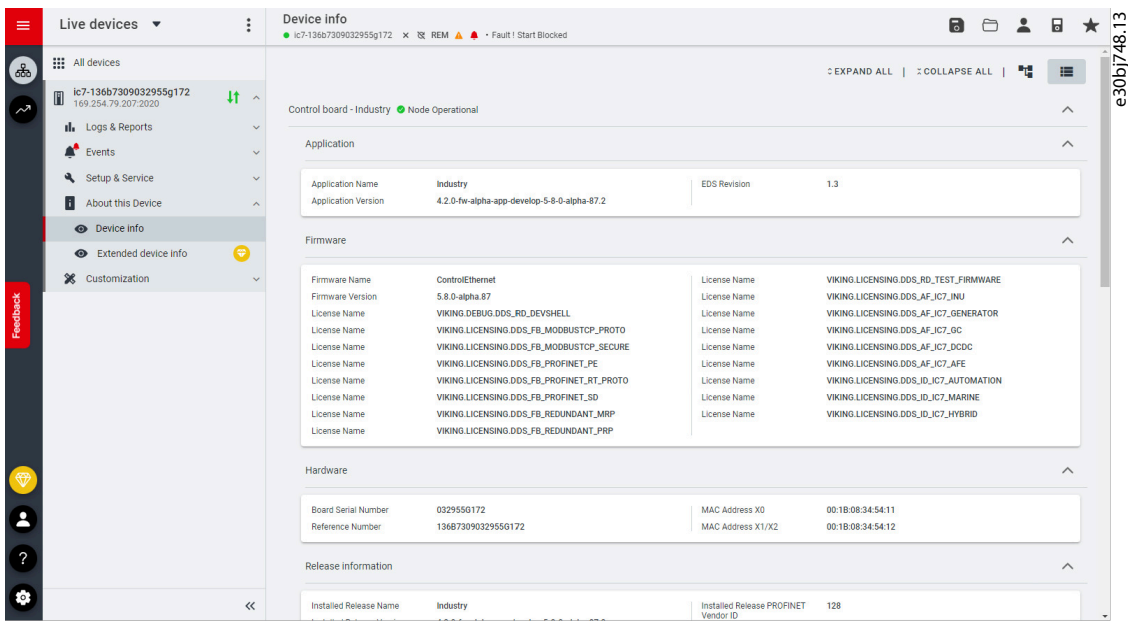 Live devices
Device info
ic7-136b7309032955g172 REM • Fault ! Start Blocked
e30bj748.13
All devices
ic7-136b7309032955g172
169.254.79.207:2020
Logs & Reports
Events
Setup & Service
About this Device
Device info
Extended device info
Customization
Feedback
EXPAND ALL | COLLAPSE ALL |
Control board - Industry Node Operational
Application
Application Name Industry EDS Revision 1.3
Application Version 4.2.0-fw-alpha-app-develop-5-8-0-alpha-87.2
Firmware
Firmware Name ControlEthernet License Name VIKING.LICENSING.DDS_RD_TEST_FIRMWARE
Firmware Version 5.8.0-alpha.87 License Name VIKING.LICENSING.DDS_AF_IC7_INU
License Name VIKING.DEBUG.DDS_RD_DEVSHELL License Name VIKING.LICENSING.DDS_AF_IC7_GENERATOR
License Name VIKING.LICENSING.DDS_FB_MODBUSTCP_PROTO License Name VIKING.LICENSING.DDS_AF_IC7_GC
License Name VIKING.LICENSING.DDS_FB_MODBUSTCP_SECURE License Name VIKING.LICENSING.DDS_AF_IC7_DCDC
License Name VIKING.LICENSING.DDS_FB_PROFINET_PE License Name VIKING.LICENSING.DDS_AF_IC7_AFE
License Name VIKING.LICENSING.DDS_FB_PROFINET_RT_PROTO License Name VIKING.LICENSING.DDS_ID_IC7_AUTOMATION
License Name VIKING.LICENSING.DDS_FB_PROFINET_SD License Name VIKING.LICENSING.DDS_ID_IC7_MARINE
License Name VIKING.LICENSING.DDS_FB_REDUNDANT_MRP License Name VIKING.LICENSING.DDS_ID_IC7_HYBRID
License Name VIKING.LICENSING.DDS_FB_REDUNDANT_PRP
Hardware
Board Serial Number 032955G172 MAC Address X0 00:1B:08:34:54:11
Reference Number 136B7309032955G172 MAC Address X1/X2 00:1B:08:34:54:12
Release information
Installed Release Name Industry Installed Release PROFINET 128
Vendor ID